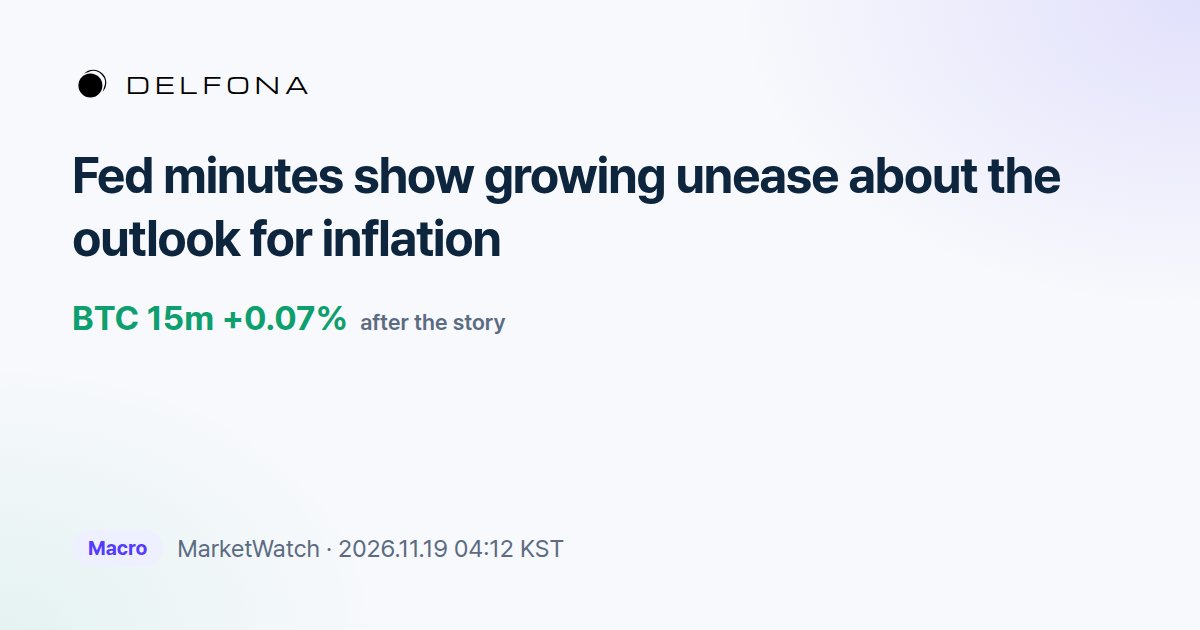 DELFONA
Fed minutes show growing unease about the
outlook for inflation
BTC 15m +0.07% after the story
Macro MarketWatch · 2026.11.19 04:12 KST